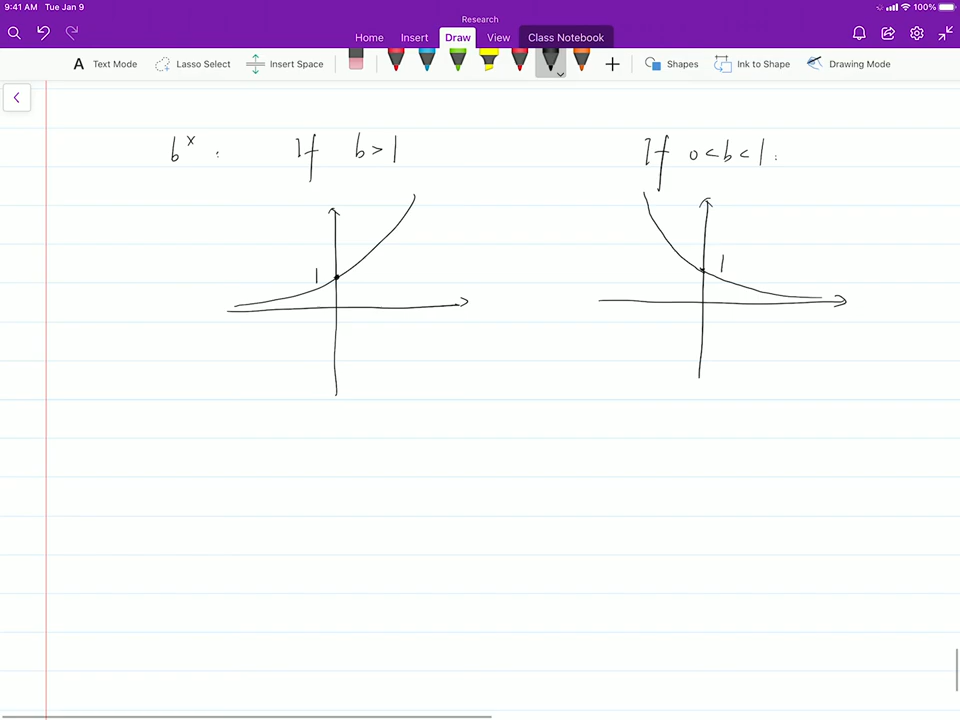 9:41 AM Tue Jan 9
100%
Research
Home Insert Draw View Class Notebook
A Text Mode Lasso Select Insert Space Shapes Ink to Shape Drawing Mode
b^x : If b > 1 If 0 < b < 1 :
1 1